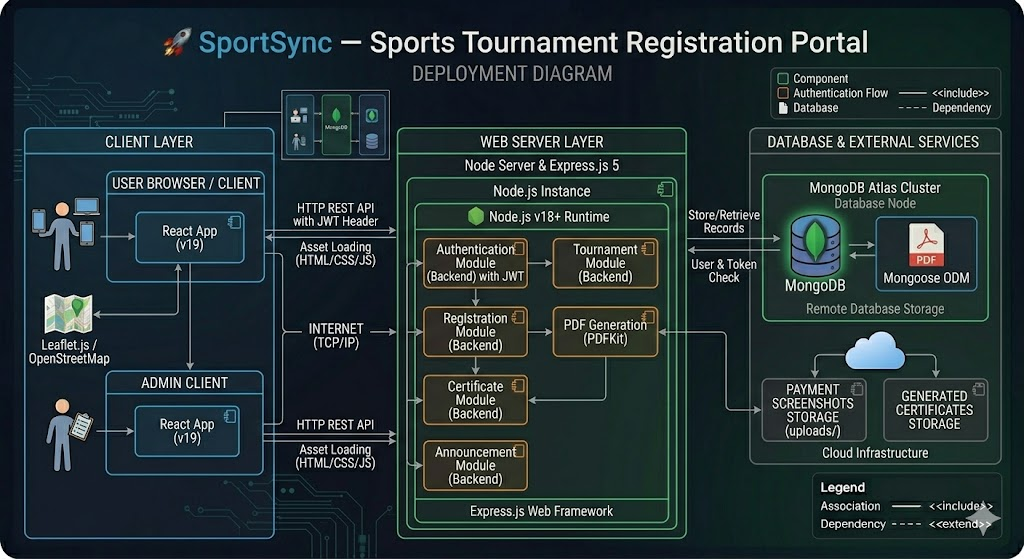 SportSync — Sports Tournament Registration Portal
DEPLOYMENT DIAGRAM
Component
Authentication Flow
<<include>>
Database
Dependency
MongoDB
CLIENT LAYER
USER BROWSER / CLIENT
React App
(v19)
Leaflet.js /
OpenStreetMap
ADMIN CLIENT
React App
(v19)
HTTP REST API
with JWT Header
Asset Loading
(HTML/CSS/JS)
INTERNET
(TCP/IP)
HTTP REST API
Asset Loading
(HTML/CSS/JS)
WEB SERVER LAYER
Node Server & Express.js 5
Node.js Instance
Node.js v18+ Runtime
Authentication
Module
(Backend) with JWT
Tournament
Module
(Backend)
Registration
Module
(Backend)
PDF Generation
(PDFKit)
Certificate
Module
(Backend)
Announcement
Module
(Backend)
Express.js Web Framework
Store/Retrieve
Records
User & Token
Check
DATABASE & EXTERNAL SERVICES
MongoDB Atlas Cluster
Database Node
MongoDB
PDF
Mongoose ODM
Remote Database Storage
PAYMENT
SCREENSHOTS
STORAGE
(uploads/)
GENERATED
CERTIFICATES
STORAGE
Cloud Infrastructure
Legend
Association
<<include>
Dependency
<<extend>>